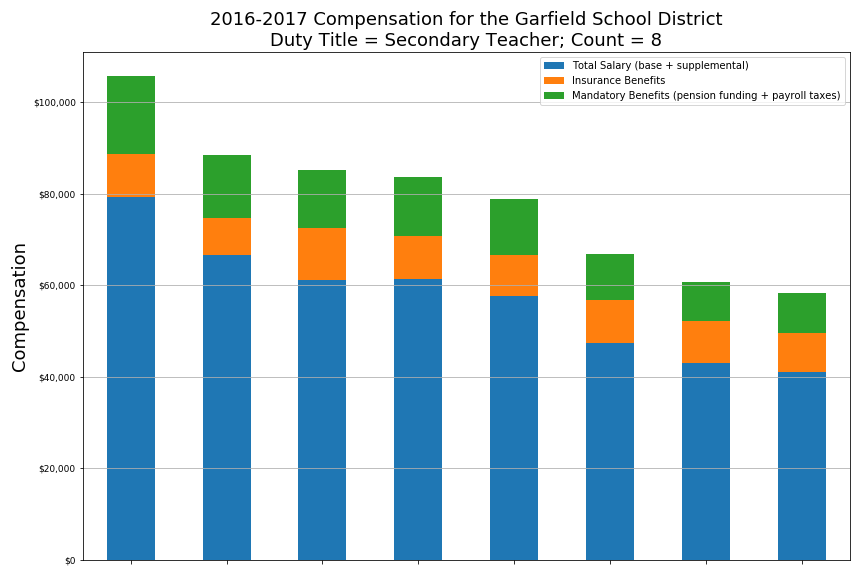 2016-2017 Compensation for the Garfield School District
Duty Title = Secondary Teacher; Count = 8
Total Salary (base + supplemental)
Insurance Benefits
Mandatory Benefits (pension funding + payroll taxes)
$100,000
$80,000
$60,000
$40,000
$20,000
$0
Compensation